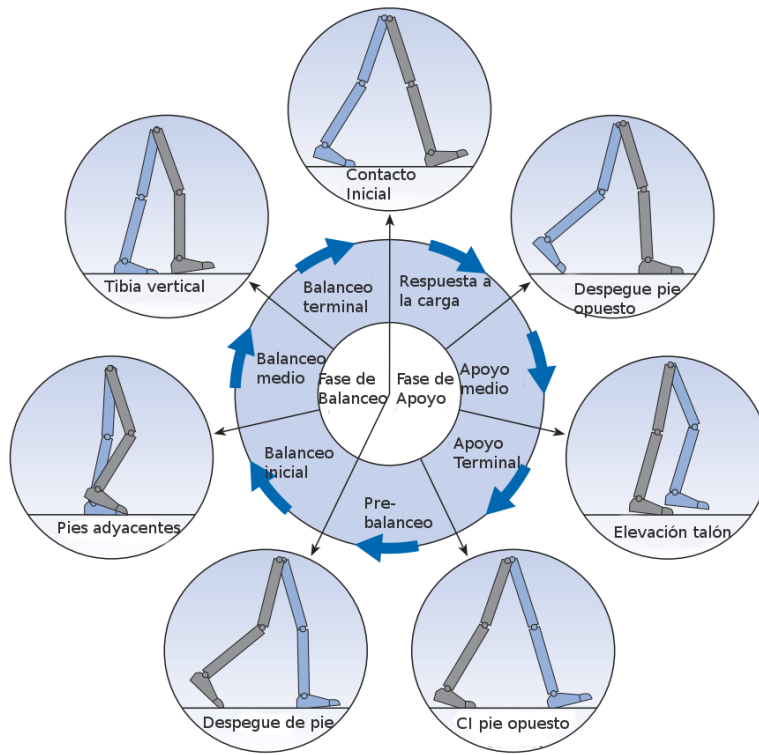 Contacto
Inicial
Tibia vertical
Despegue pie
opuesto
Balanceo
terminal
Respuesta a
la carga
Balanceo
medio
Fase de
Balanceo
Fase de
Apoyo
Apoyo
medio
Balanceo
inicial
Apoyo
Terminal
Pre-
balanceo
Pies adyacentes
Elevación talón
Despegue de pie
CI pie opuesto